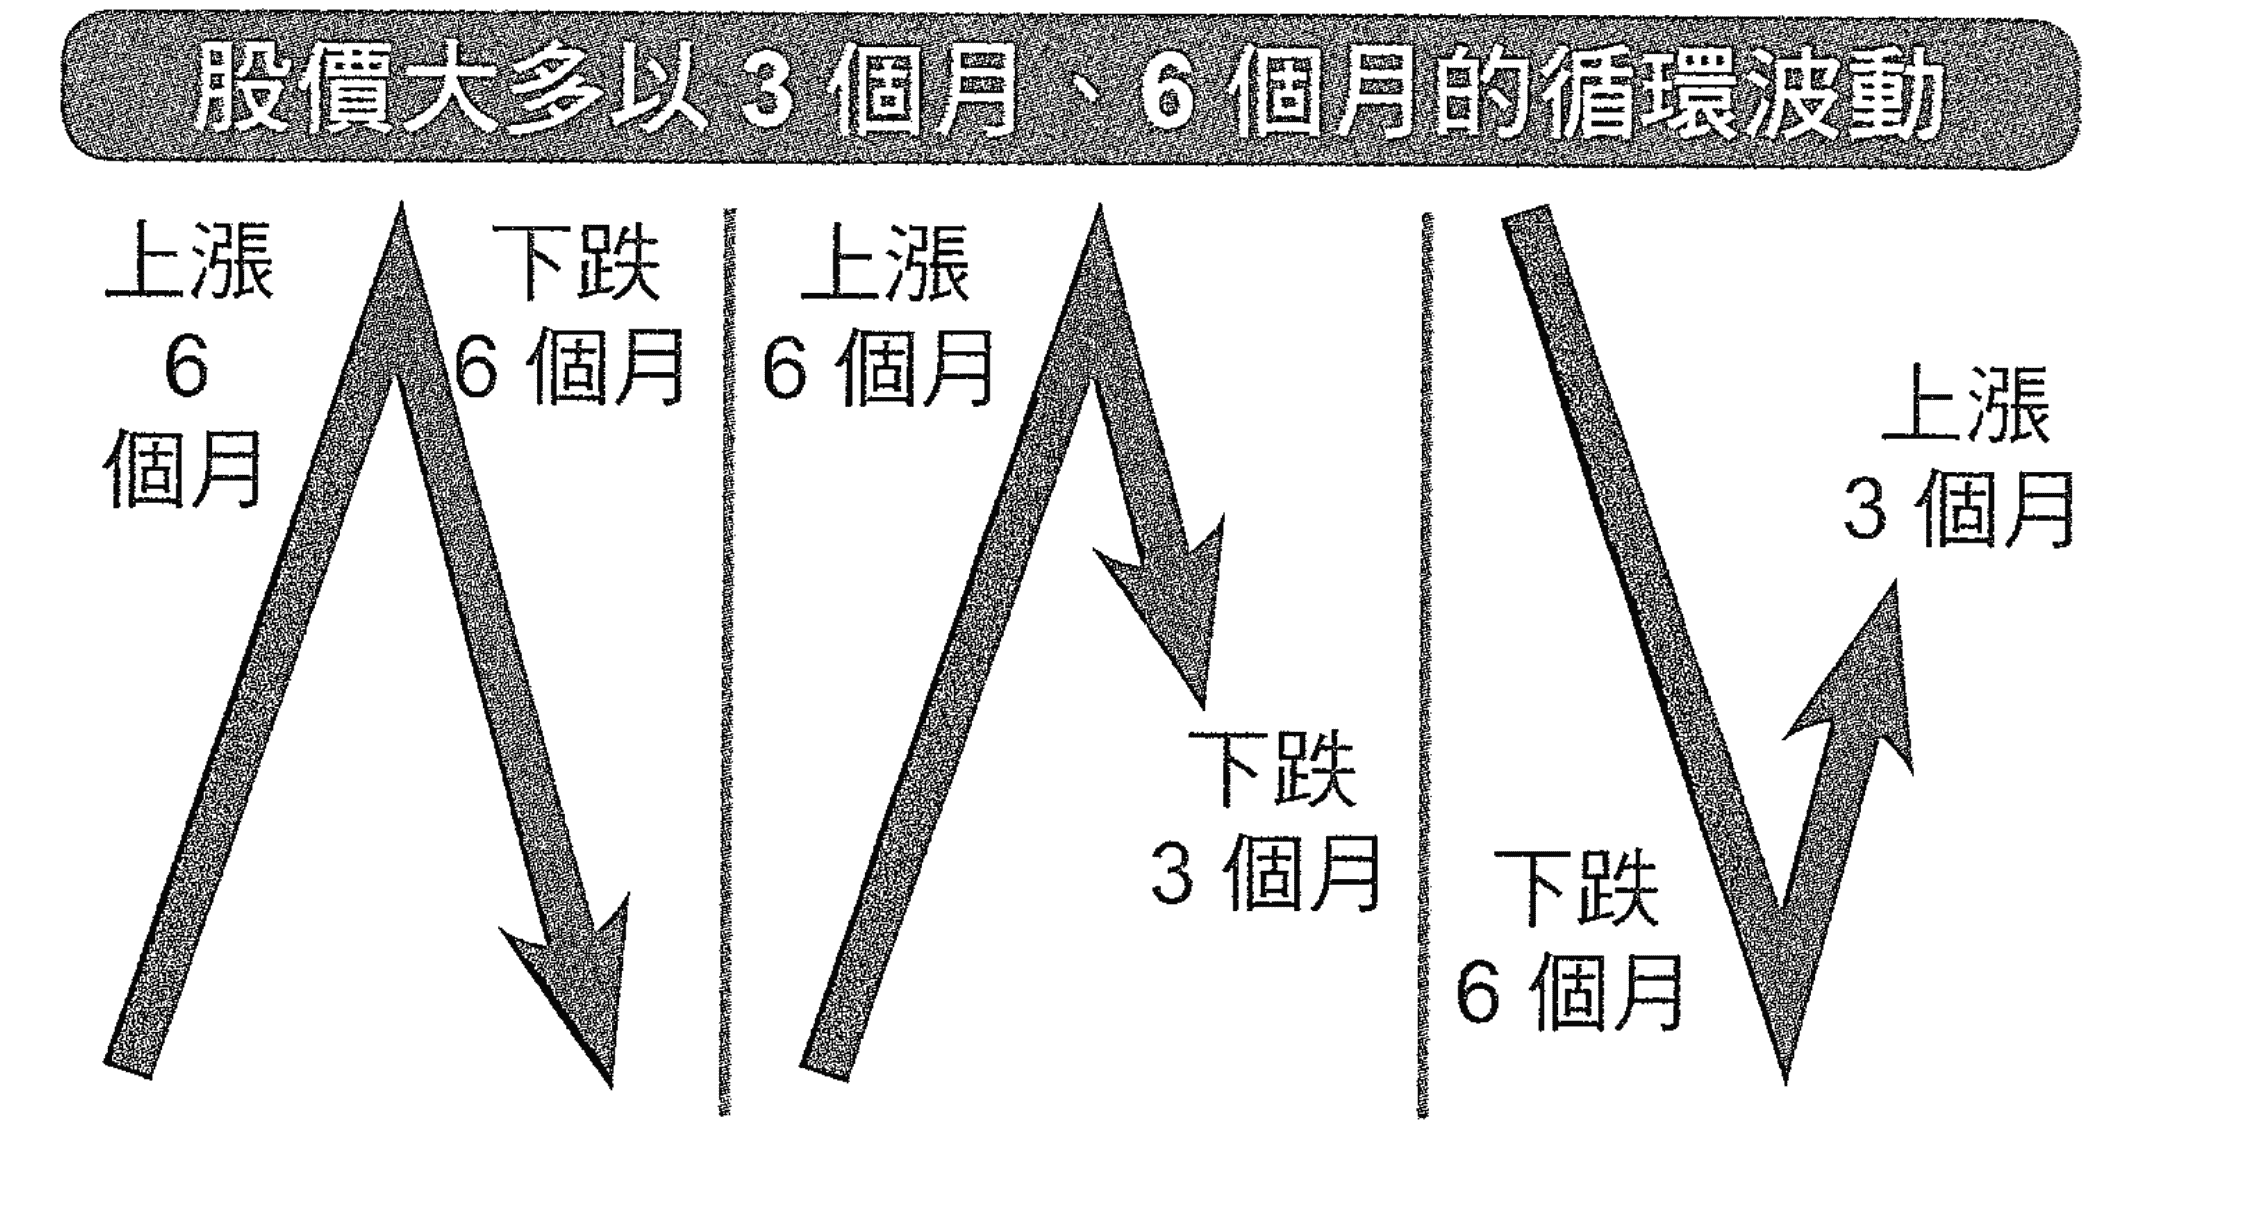 股價大多以 3 個月、6 個月的循環波動
上漲
6
個月
下跌
6 個月
上漲
6 個月
下跌
3 個月
下跌
6 個月
上漲
3 個月